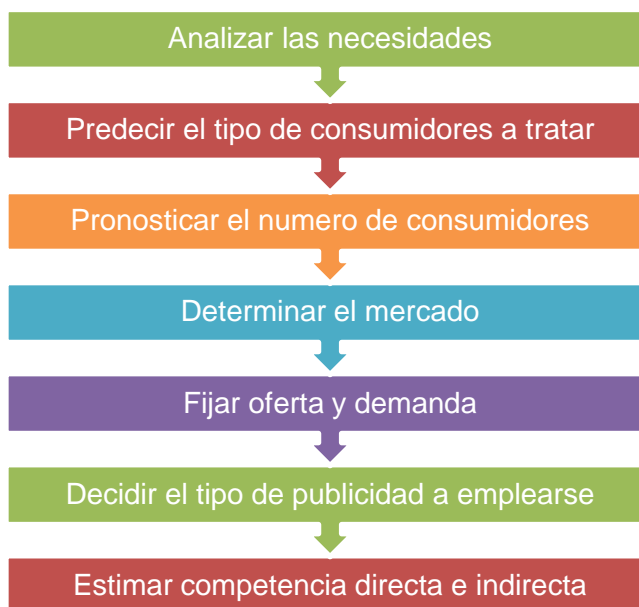 Analizar las necesidades
Predecir el tipo de consumidores a tratar
Pronosticar el numero de consumidores
Determinar el mercado
Fijar oferta y demanda
Decidir el tipo de publicidad a emplearse
Estimar competencia directa e indirecta